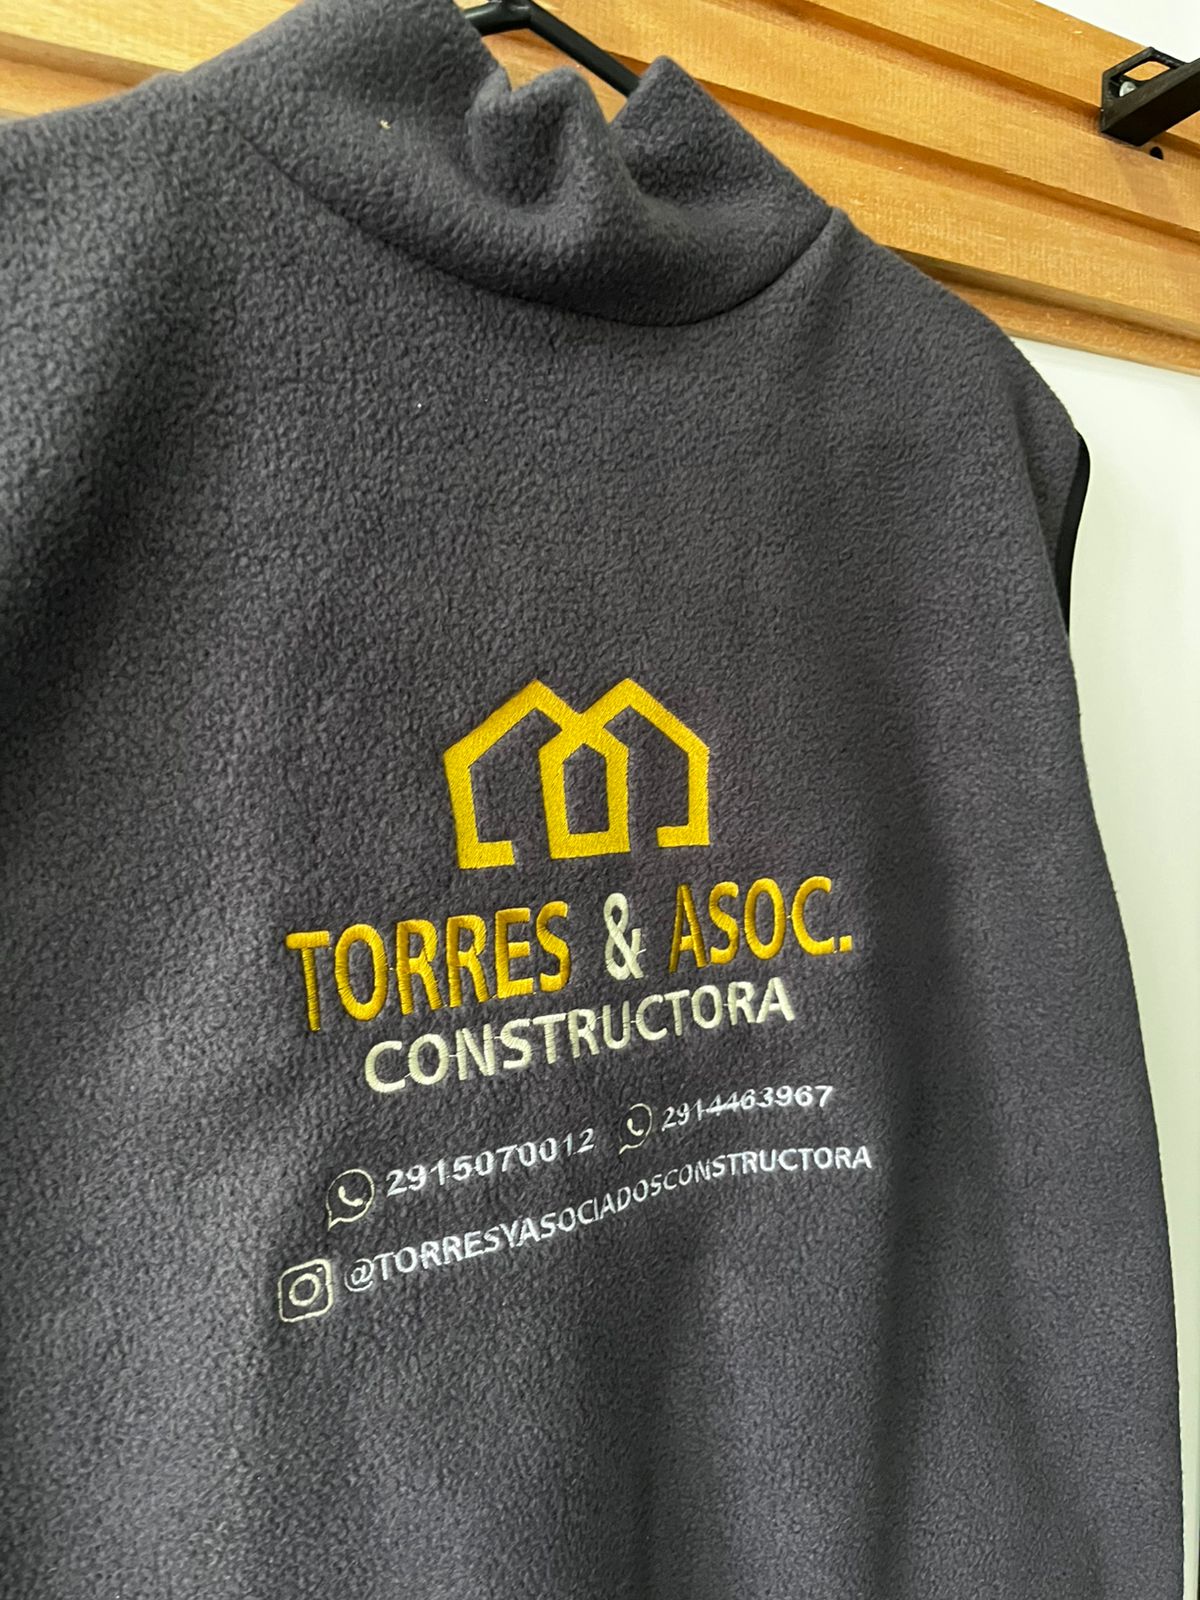 TORRES & ASOC.
CONSTRUCTORA
2915070012 2914463967
@TORRESYASOCIADOSCONSTRUCTORA